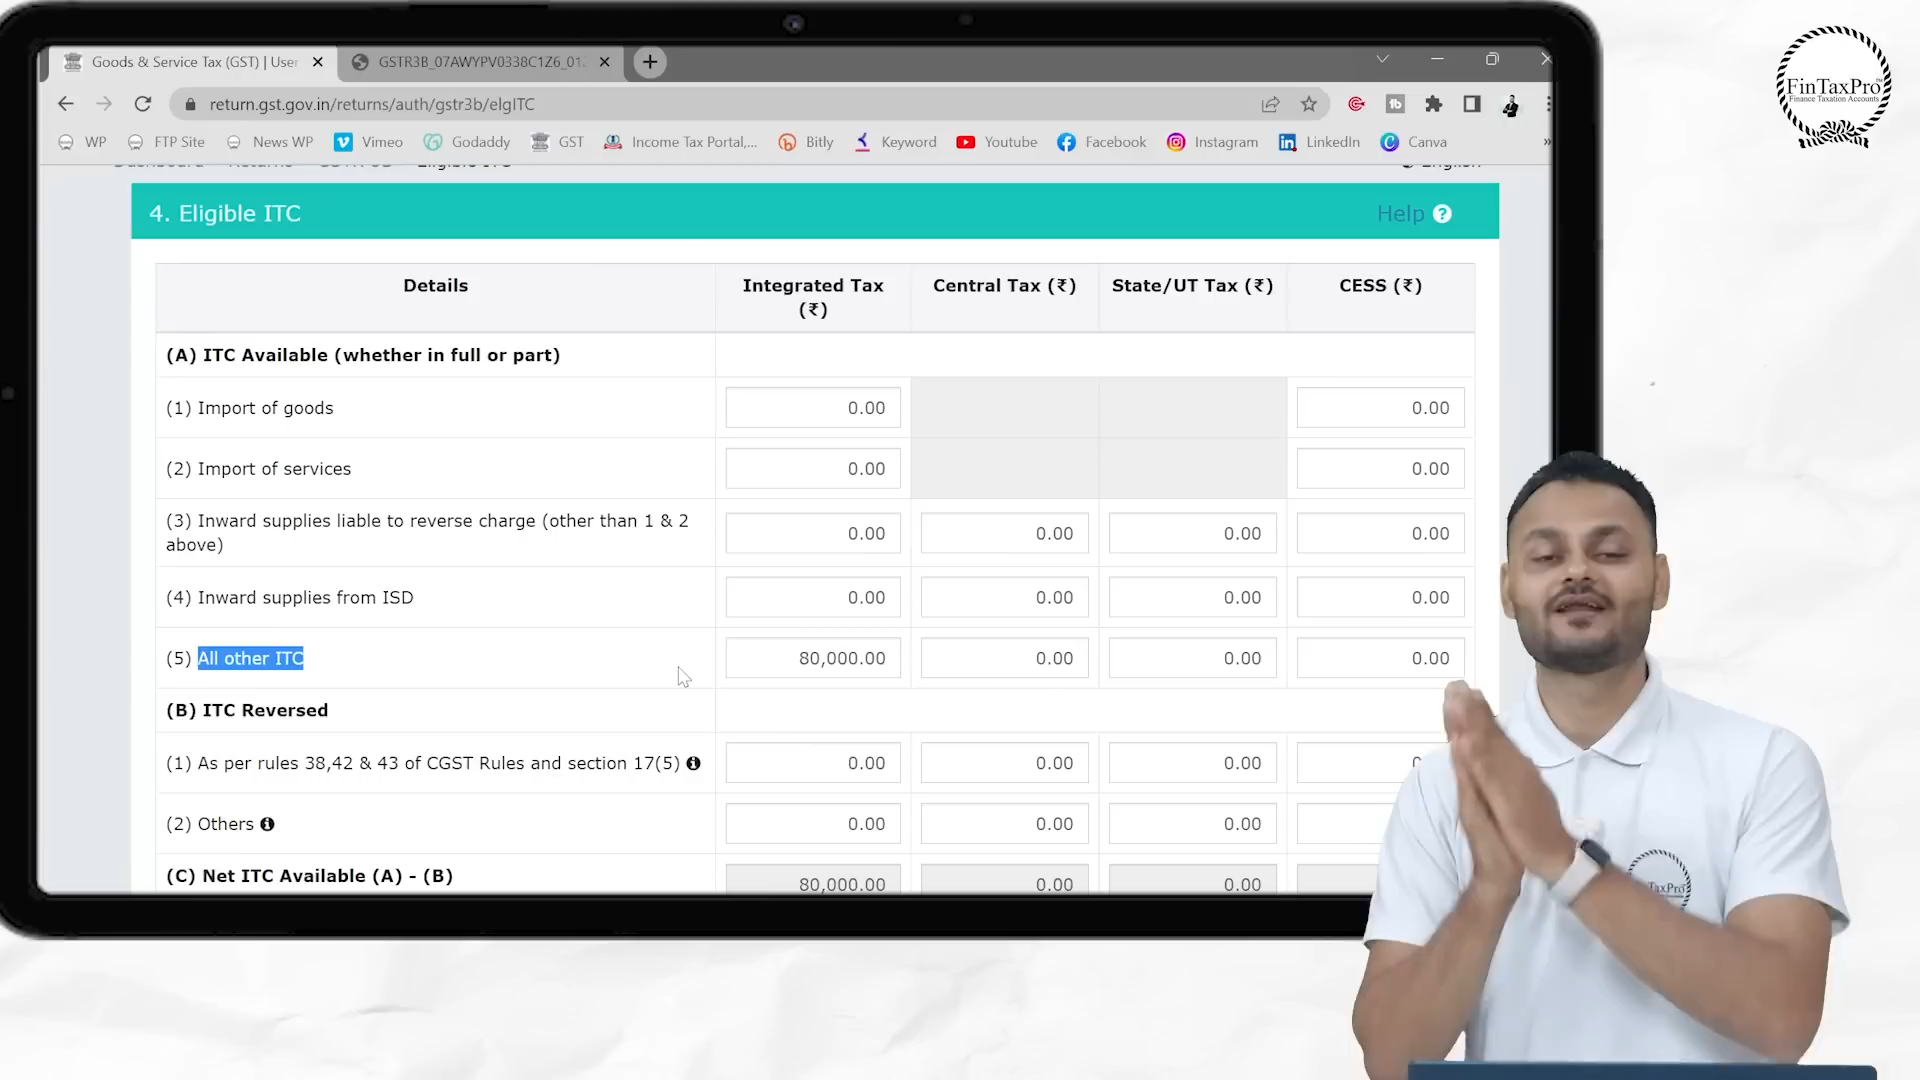 Goods & Service Tax (GST) | User
GSTR3B_07AWYPV0338C1Z6_01
return.gst.gov.in/returns/auth/gstr3b/elgITC
WP
FTP Site
News WP
Vimeo
Godaddy
GST
Income Tax Portal,...
Bitly
Keyword
Youtube
Facebook
Instagram
LinkedIn
Canva
»
FinTaxPro
Finance Taxation Accounts
4. Eligible ITC
Help
Details
Integrated Tax (₹)
Central Tax (₹)
State/UT Tax (₹)
CESS (₹)
(A) ITC Available (whether in full or part)
(1) Import of goods
0.00
0.00
(2) Import of services
0.00
0.00
(3) Inward supplies liable to reverse charge (other than 1 & 2
above)
0.00
0.00
0.00
0.00
(4) Inward supplies from ISD
0.00
0.00
0.00
0.00
(5) All other ITC
80,000.00
0.00
0.00
0.00
(B) ITC Reversed
(1) As per rules 38,42 & 43 of CGST Rules and section 17(5)
0.00
0.00
0.00
(2) Others
0.00
0.00
0.00
(C) Net ITC Available (A) - (B)
80,000.00
0.00
0.00